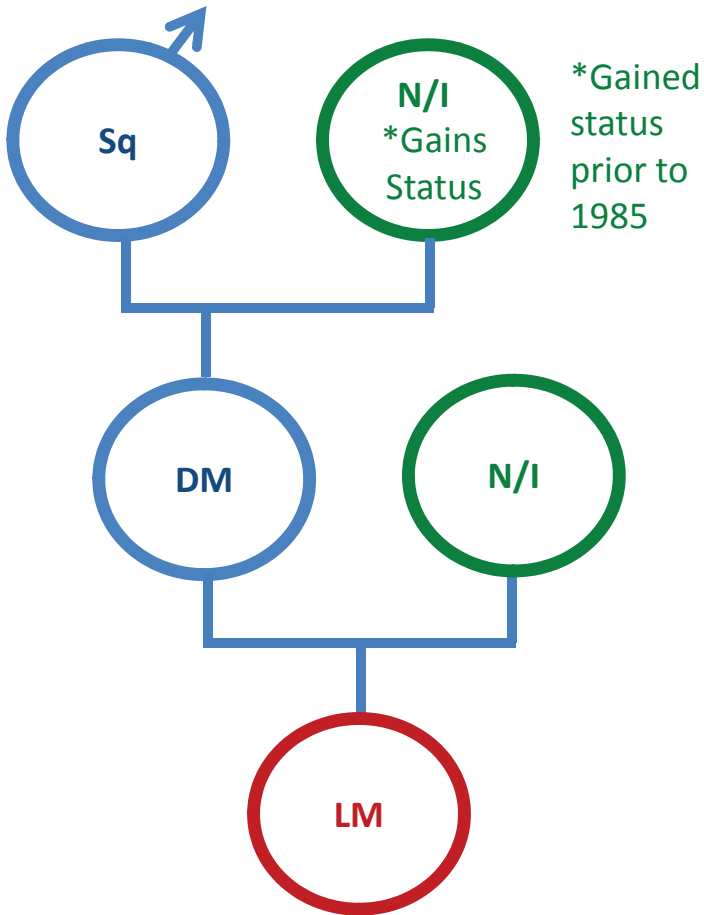 Sq
N/I
*Gains
Status
*Gained
status
prior to
1985
DM
N/I
LM